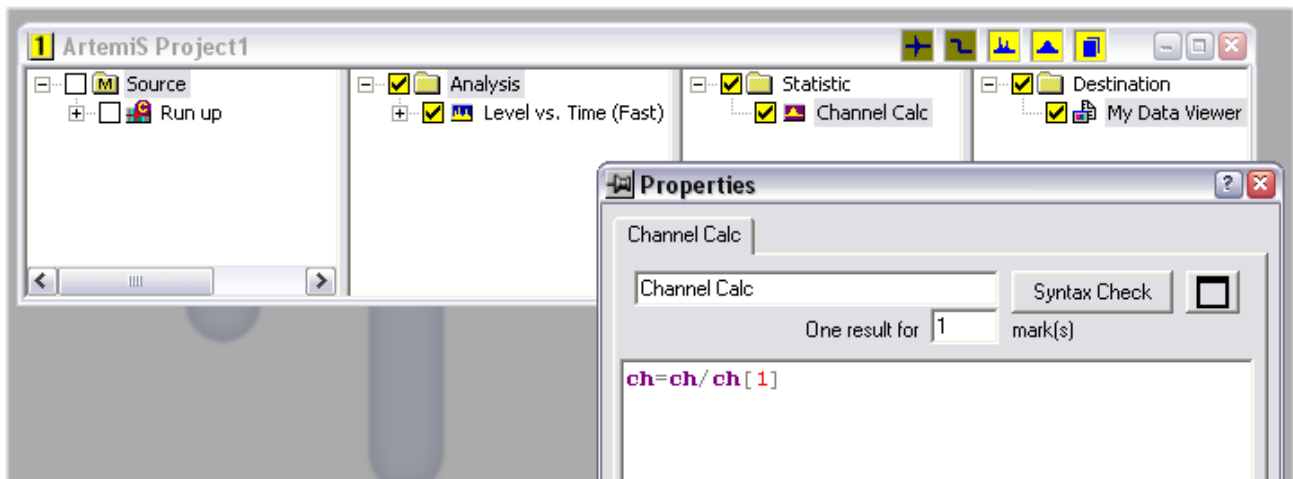 1 ArtemiS Project1
M Source
Run up
Analysis
Level vs. Time (Fast)
Statistic
Channel Calc
Destination
My Data Viewer
Properties
Channel Calc
Channel Calc
Syntax Check
One result for 1 mark(s)
ch=ch/ch[1]